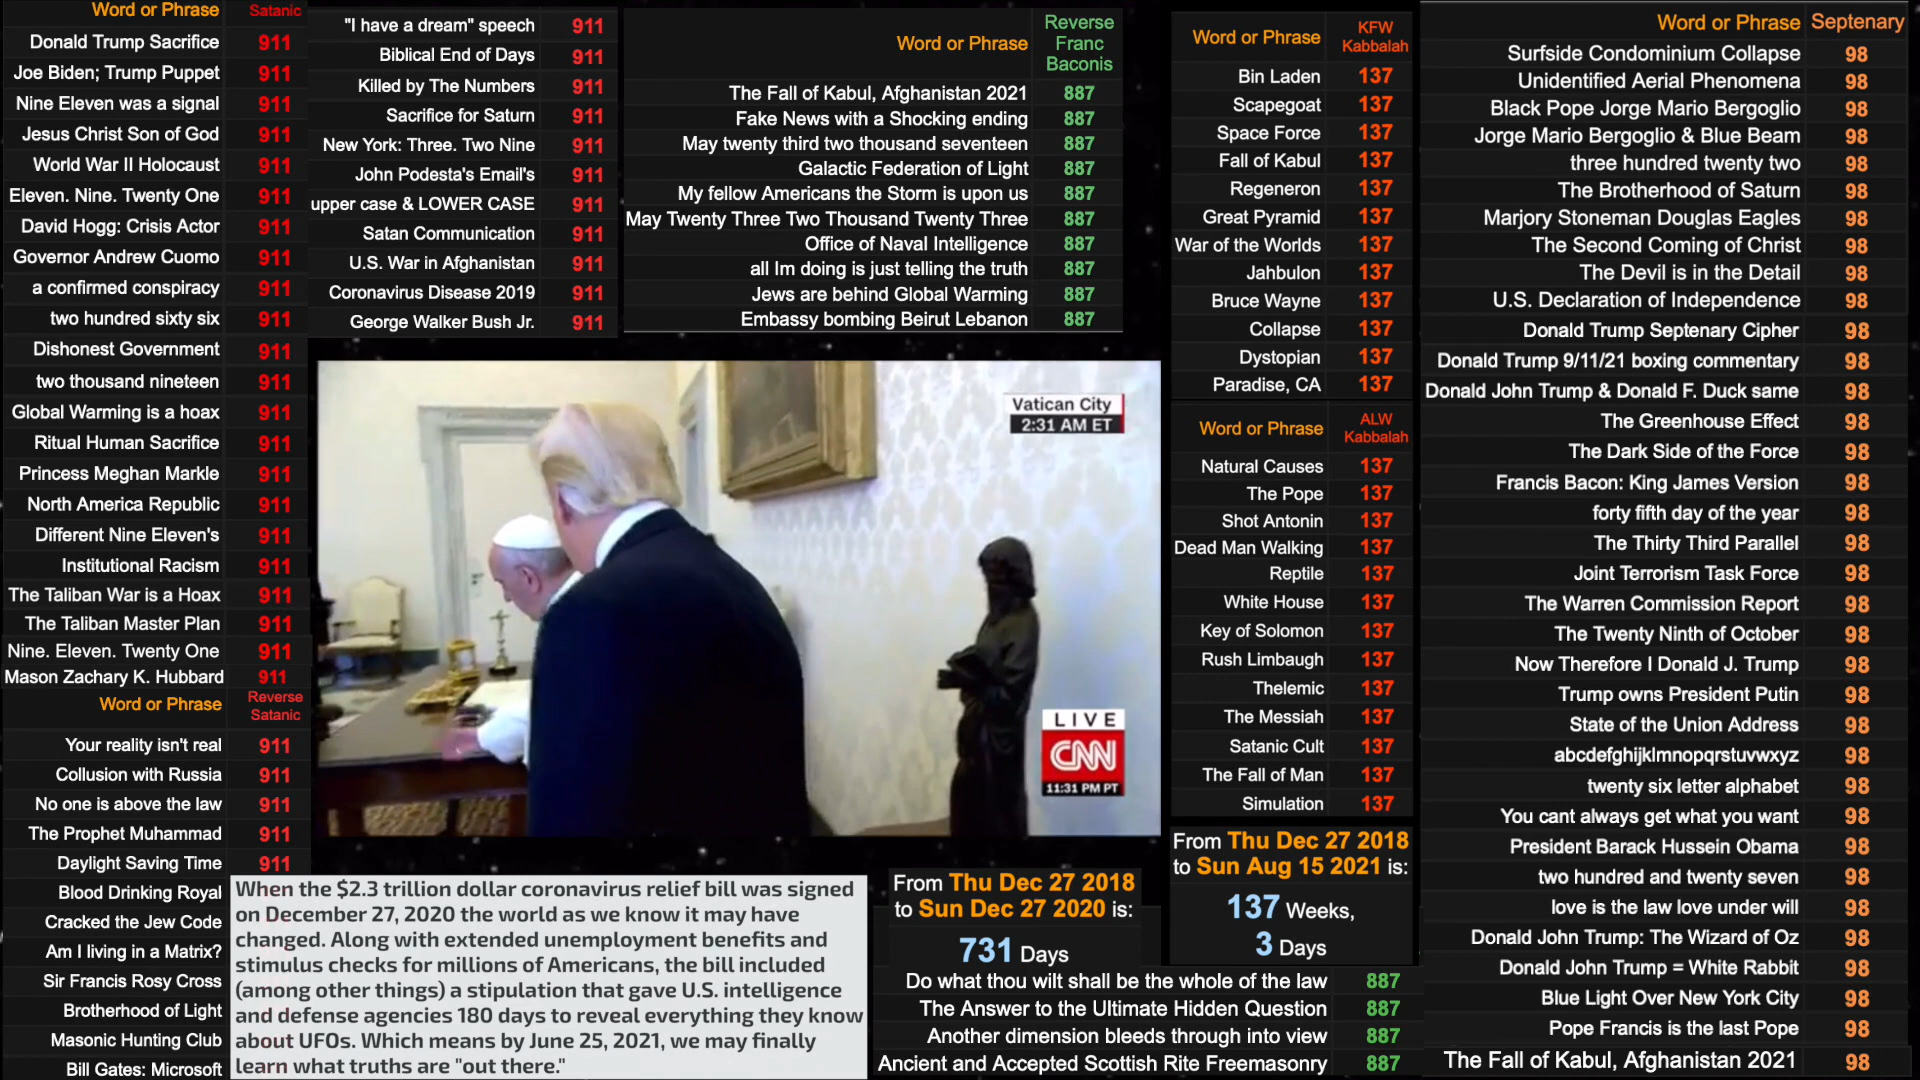 Word or Phrase Satanic
Donald Trump Sacrifice 911
Joe Biden; Trump Puppet 911
Nine Eleven was a signal 911
Jesus Christ Son of God 911
World War II Holocaust 911
Eleven. Nine. Twenty One 911
David Hogg: Crisis Actor 911
Governor Andrew Cuomo 911
a confirmed conspiracy 911
two hundred sixty six 911
Dishonest Government 911
two thousand nineteen 911
Global Warming is a hoax 911
Ritual Human Sacrifice 911
Princess Meghan Markle 911
North America Republic 911
Different Nine Eleven's 911
Institutional Racism 911
The Taliban War is a Hoax 911
The Taliban Master Plan 911
Nine. Eleven. Twenty One 911
Mason Zachary K. Hubbard 911
Word or Phrase Reverse Satanic
Your reality isn't real 911
Collusion with Russia 911
No one is above the law 911
The Prophet Muhammad 911
Daylight Saving Time 911
Blood Drinking Royal
Cracked the Jew Code
Am I living in a Matrix?
Sir Francis Rosy Cross
Brotherhood of Light
Masonic Hunting Club
Bill Gates: Microsoft
"I have a dream" speech 911
Biblical End of Days 911
Killed by The Numbers 911
Sacrifice for Saturn 911
New York: Three. Two Nine 911
John Podesta's Email's 911
upper case & LOWER CASE 911
Satan Communication 911
U.S. War in Afghanistan 911
Coronavirus Disease 2019 911
George Walker Bush Jr. 911
Word or Phrase Reverse Franc Baconis
The Fall of Kabul, Afghanistan 2021 887
Fake News with a Shocking ending 887
May twenty third two thousand seventeen 887
Galactic Federation of Light 887
My fellow Americans the Storm is upon us 887
May Twenty Three Two Thousand Twenty Three 887
Office of Naval Intelligence 887
all Im doing is just telling the truth 887
Jews are behind Global Warming 887
Embassy bombing Beirut Lebanon 887
Vatican City
2:31 AM ET
LIVE
CNN
11:31 PM PT
When the $2.3 trillion dollar coronavirus relief bill was signed
on December 27, 2020 the world as we know it may have
changed. Along with extended unemployment benefits and
stimulus checks for millions of Americans, the bill included
(among other things) a stipulation that gave U.S. intelligence
and defense agencies 180 days to reveal everything they know
about UFOs. Which means by June 25, 2021, we may finally
learn what truths are "out there."
From Thu Dec 27 2018
to Sun Dec 27 2020 is:
731 Days
Do what thou wilt shall be the whole of the law 887
The Answer to the Ultimate Hidden Question 887
Another dimension bleeds through into view 887
Ancient and Accepted Scottish Rite Freemasonry 887
Word or Phrase KFW Kabbalah
Bin Laden 137
Scapegoat 137
Space Force 137
Fall of Kabul 137
Regeneron 137
Great Pyramid 137
War of the Worlds 137
Jahbulon 137
Bruce Wayne 137
Collapse 137
Dystopian 137
Paradise, CA 137
Word or Phrase ALW Kabbalah
Natural Causes 137
The Pope 137
Shot Antonin 137
Dead Man Walking 137
Reptile 137
White House 137
Key of Solomon 137
Rush Limbaugh 137
Thelemic 137
The Messiah 137
Satanic Cult 137
The Fall of Man 137
Simulation 137
From Thu Dec 27 2018
to Sun Aug 15 2021 is:
137 Weeks,
3 Days
Word or Phrase Septenary
Surfside Condominium Collapse 98
Unidentified Aerial Phenomena 98
Black Pope Jorge Mario Bergoglio 98
Jorge Mario Bergoglio & Blue Beam 98
three hundred twenty two 98
The Brotherhood of Saturn 98
Marjory Stoneman Douglas Eagles 98
The Second Coming of Christ 98
The Devil is in the Detail 98
U.S. Declaration of Independence 98
Donald Trump Septenary Cipher 98
Donald Trump 9/11/21 boxing commentary 98
Donald John Trump & Donald F. Duck same 98
The Greenhouse Effect 98
The Dark Side of the Force 98
Francis Bacon: King James Version 98
forty fifth day of the year 98
The Thirty Third Parallel 98
Joint Terrorism Task Force 98
The Warren Commission Report 98
The Twenty Ninth of October 98
Now Therefore I Donald J. Trump 98
Trump owns President Putin 98
State of the Union Address 98
abcdefghijklmnopqrstuvwxyz 98
twenty six letter alphabet 98
You cant always get what you want 98
President Barack Hussein Obama 98
two hundred and twenty seven 98
love is the law love under will 98
Donald John Trump: The Wizard of Oz 98
Donald John Trump = White Rabbit 98
Blue Light Over New York City 98
Pope Francis is the last Pope 98
The Fall of Kabul, Afghanistan 2021 98